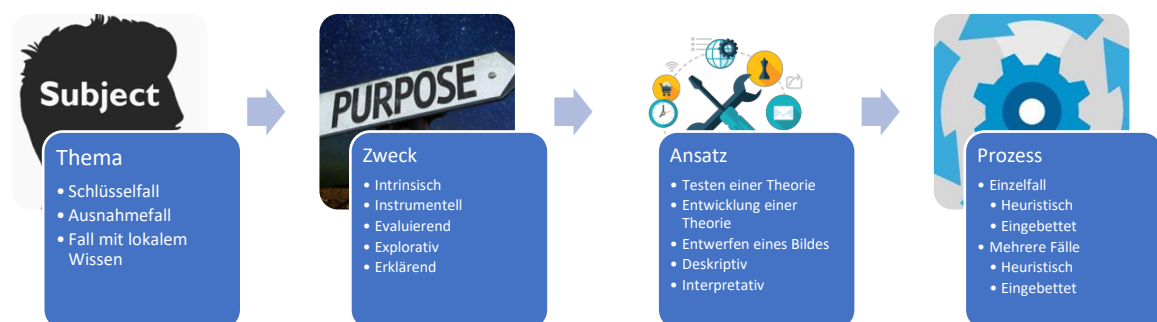 Subject
Thema
• Schlüsselfall
• Ausnahmefall
• Fall mit lokalem
Wissen
PURPOSE
Zweck
• Intrinsisch
• Instrumentell
• Evaluierend
• Explorativ
• Erklärend
Ansatz
• Testen einer Theorie
• Entwicklung einer
Theorie
• Entwerfen eines Bildes
• Deskriptiv
• Interpretativ
Prozess
• Einzelfall
• Heuristisch
• Eingebettet
• Mehrere Fälle
• Heuristisch
• Eingebettet